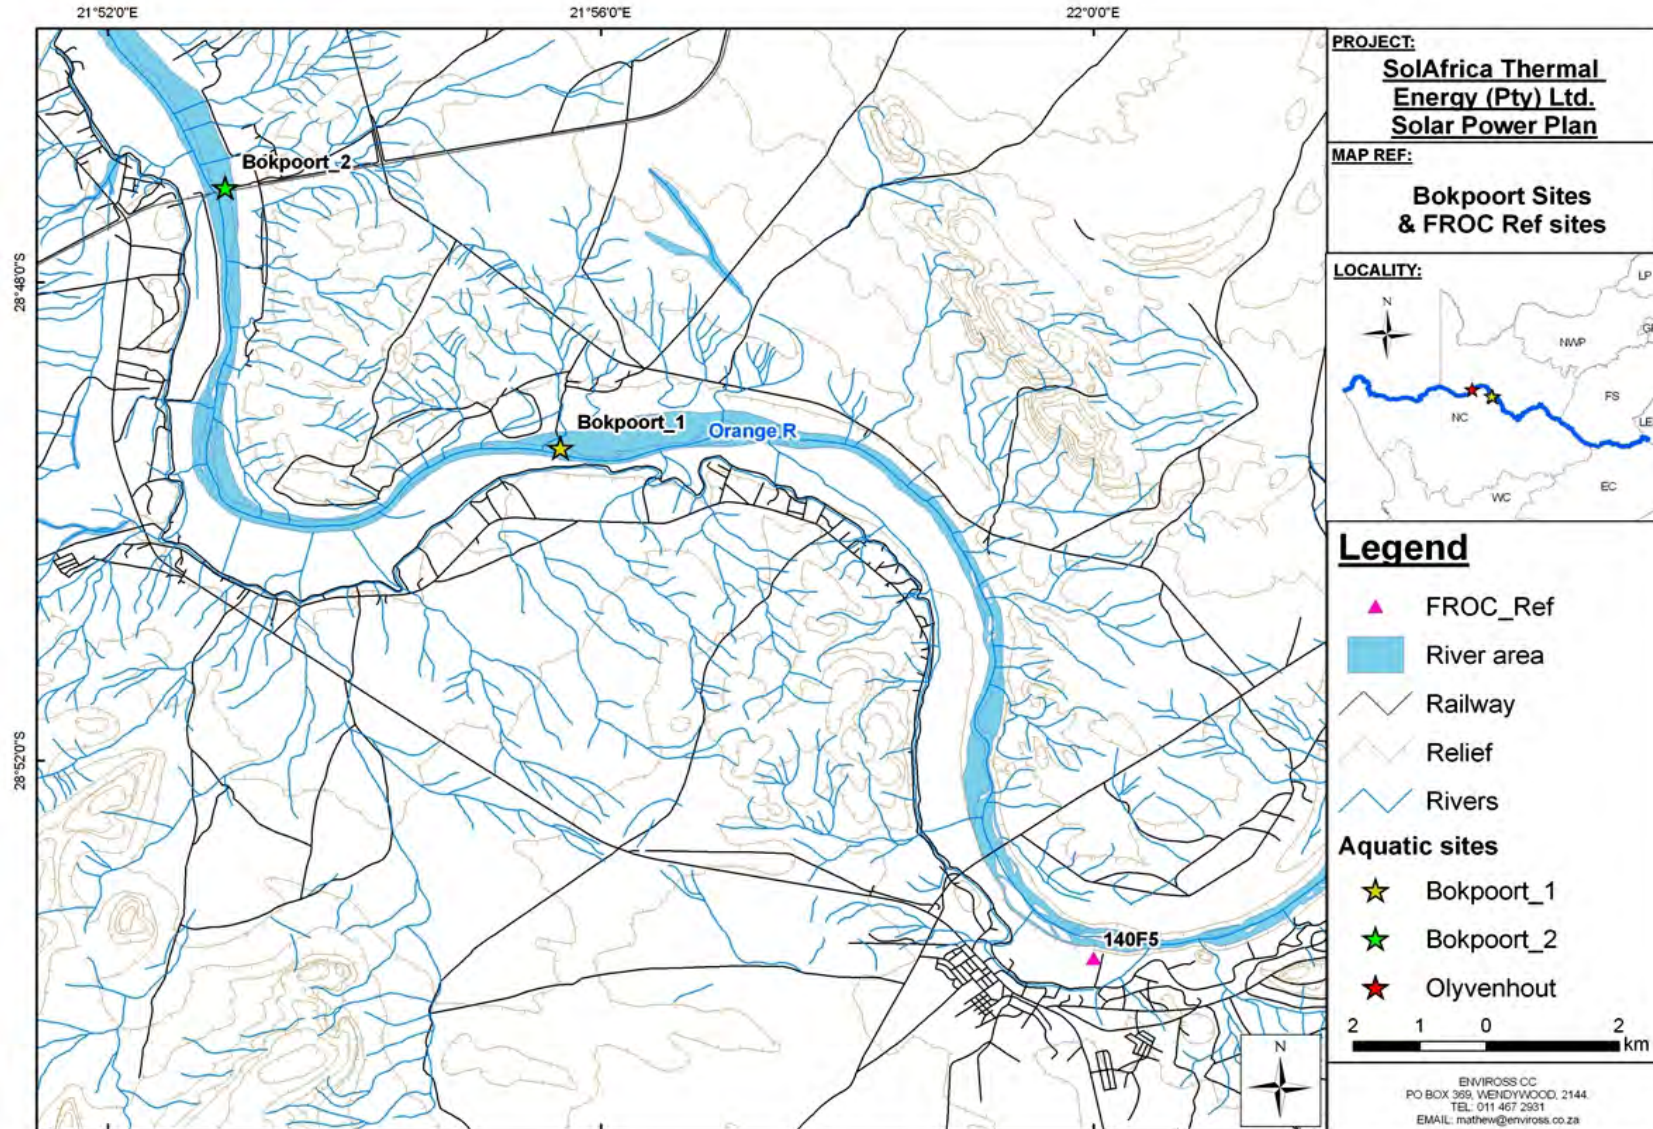 21°52'0"E
21°56'0"E
22°0'0"E
28°48'0"S
28°52'0"S
Bokpoort_2
Bokpoort_1
Orange R
140F5
N
PROJECT:
SolAfrica Thermal
Energy (Pty) Ltd.
Solar Power Plan
MAP REF:
Bokpoort Sites
& FROC Ref sites
LOCALITY:
N
LP
NWP
FS
NC
LE
WC
EC
Legend
FROC_Ref
River area
Railway
Relief
Rivers
Aquatic sites
Bokpoort_1
Bokpoort_2
Olyvenhout
2 1 0 2
km
ENVIROSS CC
PO BOX 369, WENDYWOOD, 2144.
TEL: 011 467 2931
EMAIL: mathew@enviross.co.za